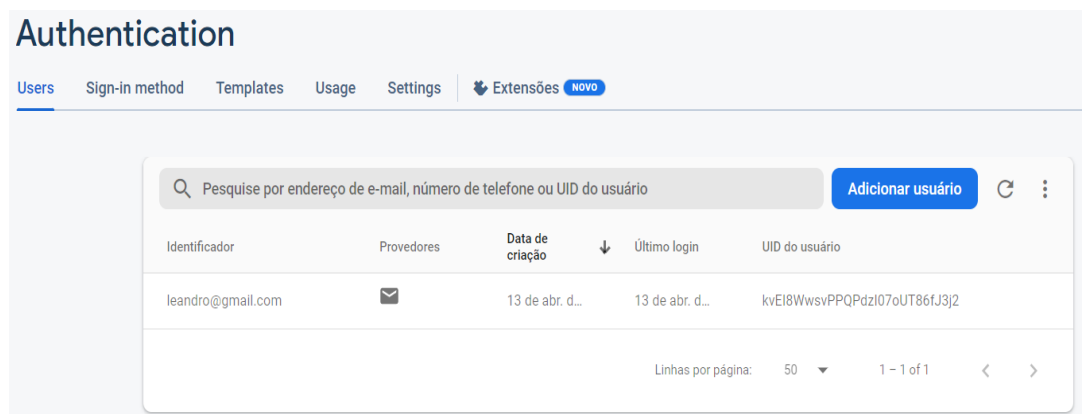 Authentication
Users Sign-in method Templates Usage Settings Extensões NOVO
Pesquise por endereço de e-mail, número de telefone ou UID do usuário Adicionar usuário
Identificador Provedores Data de criação Último login UID do usuário
leandro@gmail.com 13 de abr. d... 13 de abr. d... kvEI8WwsvPPQPdzI07oUT86fJ3j2
Linhas por página: 50 1 – 1 of 1